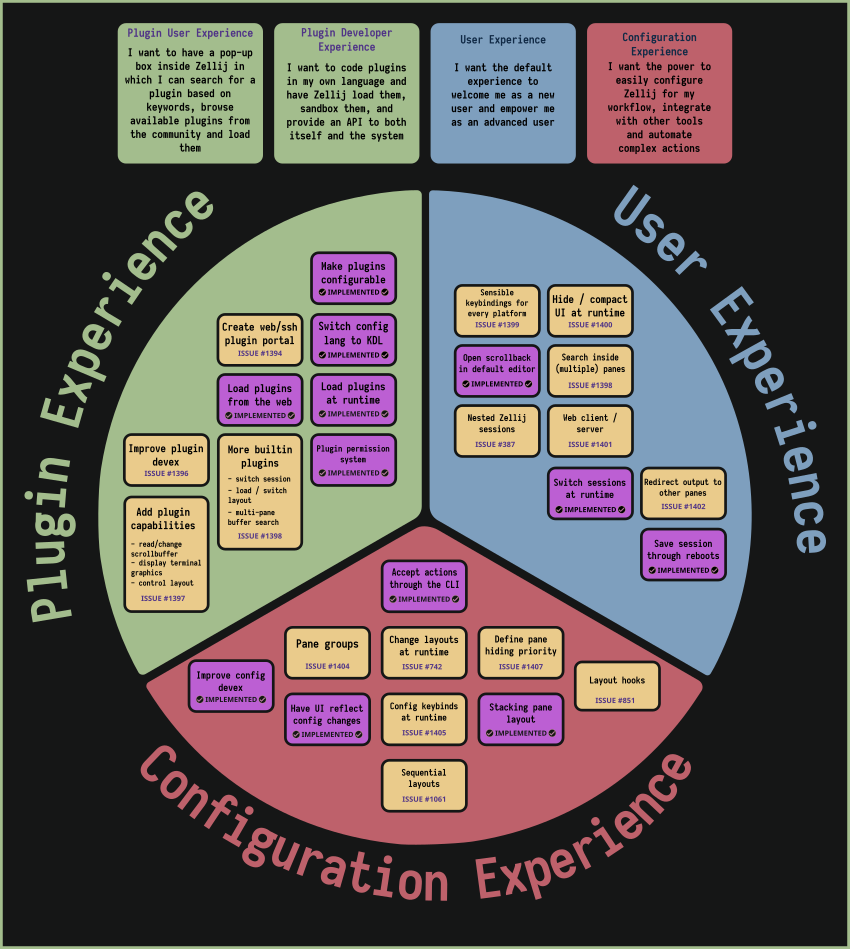 Plugin User Experience
I want to have a pop-up
box inside Zellij in
which I can search for a
plugin based on
keywords, browse
available plugins from
the community and load
them
Plugin Developer
Experience
I want to code plugins
in my own language and
have Zellij load them,
sandbox them, and
provide an API to both
itself and the system
User Experience
I want the default
experience to
welcome me as a new
user and empower me
as an advanced user
Configuration
Experience
I want the power to
easily configure
Zellij for my
workflow, integrate
with other tools
and automate
complex actions
Plugin Experience
Make plugins
configurable
IMPLEMENTED
Create web/ssh
plugin portal
ISSUE #1394
Switch config
lang to KDL
IMPLEMENTED
Load plugins
from the web
IMPLEMENTED
Load plugins
at runtime
IMPLEMENTED
Improve plugin
devex
ISSUE #1396
More builtin
plugins
- switch session
- load / switch
layout
- multi-pane
buffer search
ISSUE #1398
Plugin permission
system
IMPLEMENTED
Add plugin
capabilities
- read/change
scrollbuffer
- display terminal
graphics
- control layout
ISSUE #1397
User Experience
Sensible
keybindings for
every platform
ISSUE #1399
Hide / compact
UI at runtime
ISSUE #1400
Open scrollback
in default editor
IMPLEMENTED
Search inside
(multiple) panes
ISSUE #1398
Nested Zellij
sessions
ISSUE #387
Web client /
server
ISSUE #1401
Switch sessions
at runtime
IMPLEMENTED
Redirect output to
other panes
ISSUE #1402
Save session
through reboots
IMPLEMENTED
Configuration Experience
Accept actions
through the CLI
IMPLEMENTED
Improve config
devex
IMPLEMENTED
Pane groups
ISSUE #1404
Change layouts
at runtime
ISSUE #742
Define pane
hiding priority
ISSUE #1407
Layout hooks
ISSUE #851
Have UI reflect
config changes
IMPLEMENTED
Config keybinds
at runtime
ISSUE #1405
Stacking pane
layout
IMPLEMENTED
Sequential
layouts
ISSUE #1061